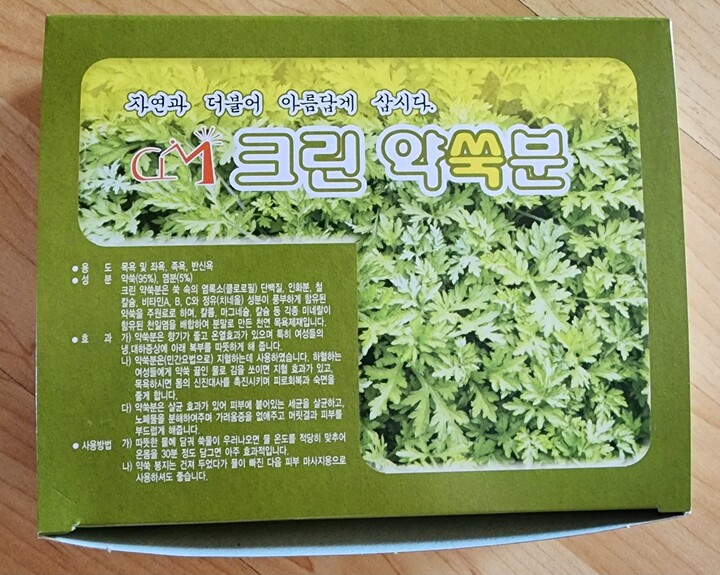 자연과 더불어 아름답게 삽시다.
CLM 크린 약쑥분
● 용 도 목욕 및 좌욕, 족욕, 반신욕
● 성 분 약쑥(95%), 염분(5%)
크린 약쑥분은 쑥 속의 엽록소(클로로필) 단백질, 인화분, 철
칼슘, 비타민A, B, C와 정유(치네올) 성분이 풍부하게 함유된
약쑥을 주원로로 하며, 칼륨, 마그네슘, 칼슘 등 각종 미네랄이
함유된 천일염을 배합하여 분말로 만든 천연 목욕제재입니다.
● 효 과 가) 약쑥분은 향기가 좋고 온열효과가 있으며 특히 여성들의
냉.대하증상에 아래 복부를 따뜻하게 해 줍니다.
나) 약쑥분은(민간요법으로) 지혈하는데 사용하였습니다. 하혈하는
여성들에게 약쑥 끓인 물로 김을 쏘이면 지혈 효과가 있고,
목욕하시면 몸의 신진대사를 촉진시키며 피로회복과 숙면을
좋게 합니다.
다) 약쑥분은 살균 효과가 있어 피부에 붙어있는 세균을 살균하고,
노폐물을 분해하여주며 가려움증을 없애주고 머릿결과 피부를
부드럽게 해줍니다.
● 사용방법 가) 따뜻한 물에 담궈 쑥물이 우러나오면 물 온도를 적당히 맞추어
온몸을 30분 정도 담그면 아주 효과적입니다.
나) 약쑥 봉지는 건져 두었다가 물이 빠진 다음 피부 마사지용으로
사용하셔도 좋습니다.